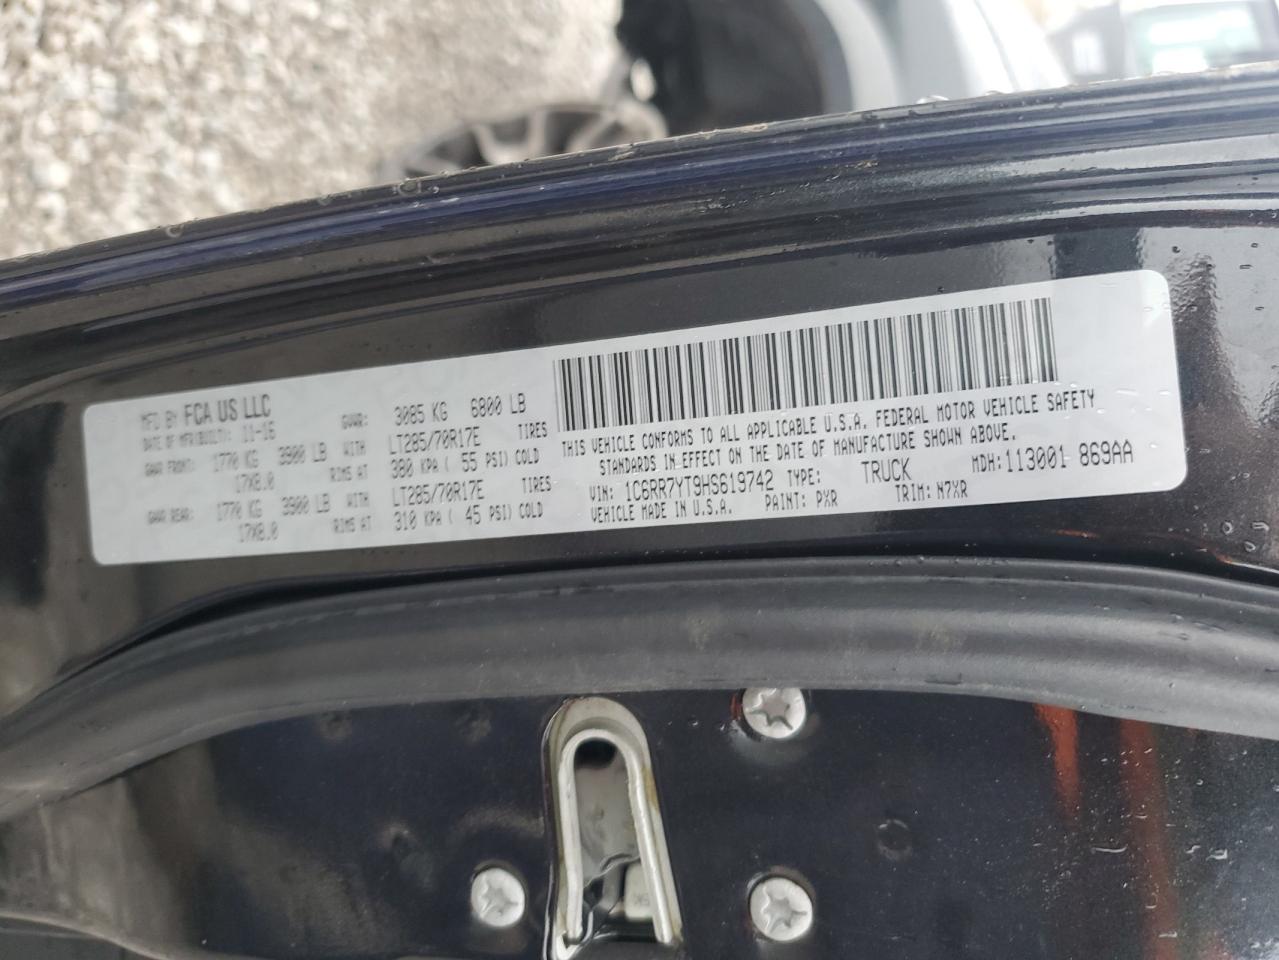 MFD BY FCA US LLC
DATE OF MFR(BUILT): 11-16 GVWR: 3085 KG 6800 LB
GAWR FRONT: 1770 KG 3900 LB WITH LT285/70R17E TIRES
17X8.0 RIMS AT 380 KPA ( 55 PSI) COLD
GAWR REAR: 1770 KG 3900 LB WITH LT285/70R17E TIRES
17X8.0 RIMS AT 310 KPA ( 45 PSI) COLD
THIS VEHICLE CONFORMS TO ALL APPLICABLE U.S.A. FEDERAL MOTOR VEHICLE SAFETY
STANDARDS IN EFFECT ON THE DATE OF MANUFACTURE SHOWN ABOVE.
VIN: 1C6RR7YT9HS619742 TYPE: TRUCK MDH: 113001 869AA
VEHICLE MADE IN U.S.A. PAINT: PXR TRIM: N7XR